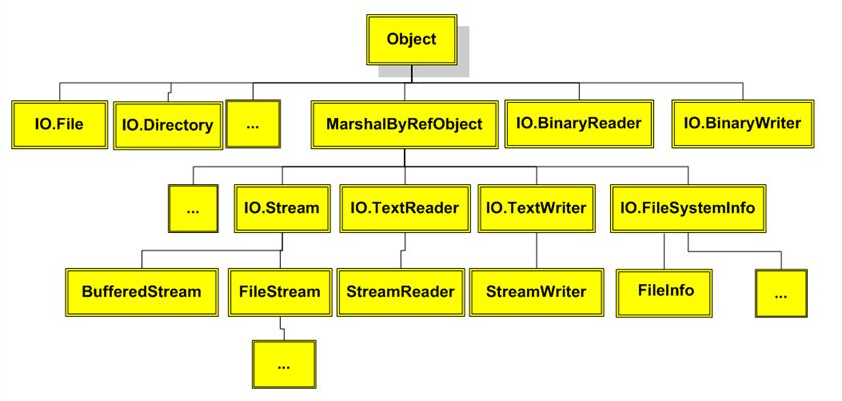 Object
IO.File
IO.Directory
...
MarshalByRefObject
IO.BinaryReader
IO.BinaryWriter
...
IO.Stream
IO.TextReader
IO.TextWriter
IO.FileSystemInfo
BufferedStream
FileStream
StreamReader
StreamWriter
FileInfo
...
...